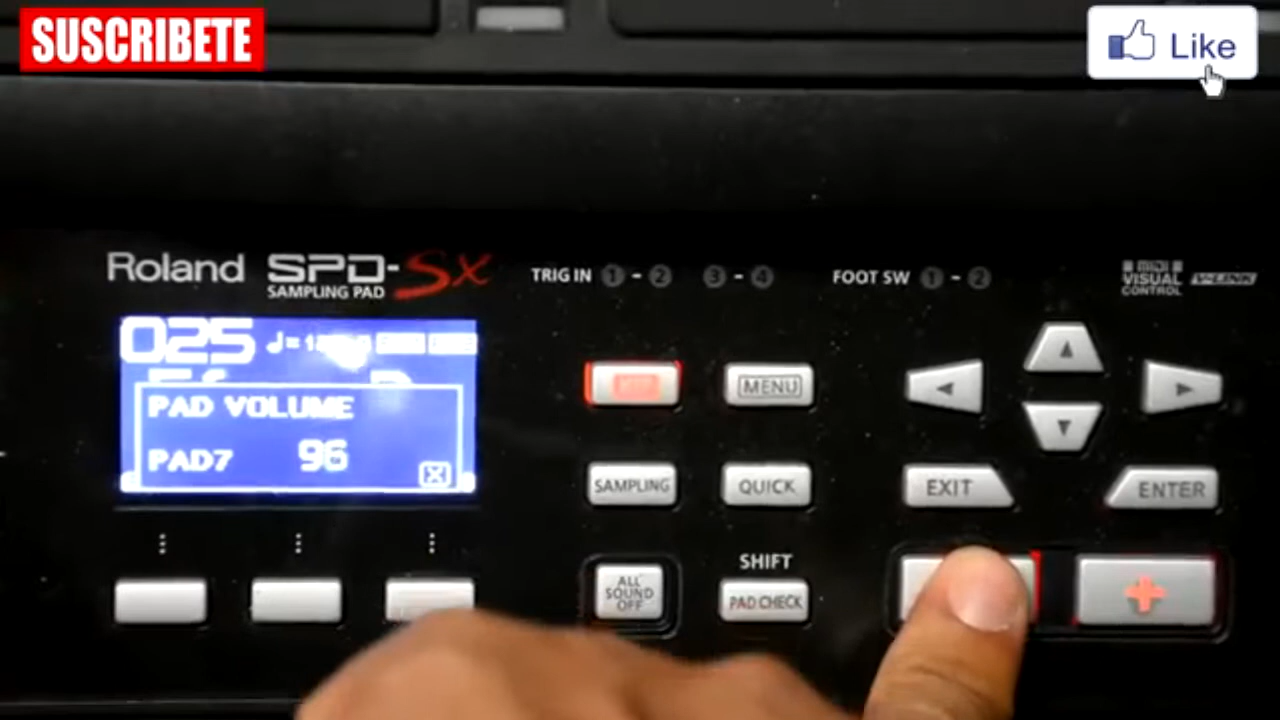 SUSCRIBETE
Like
Roland SPD-SX
SAMPLING PAD
TRIG IN 1 - 2 3 - 4
FOOT SW 1 - 2
VISUAL
CONTROL
V-LINK
025
PAD VOLUME
PAD7 96
X
MENU
SAMPLING
QUICK
EXIT
ENTER
ALL
SOUND
OFF
SHIFT
PAD CHECK
+